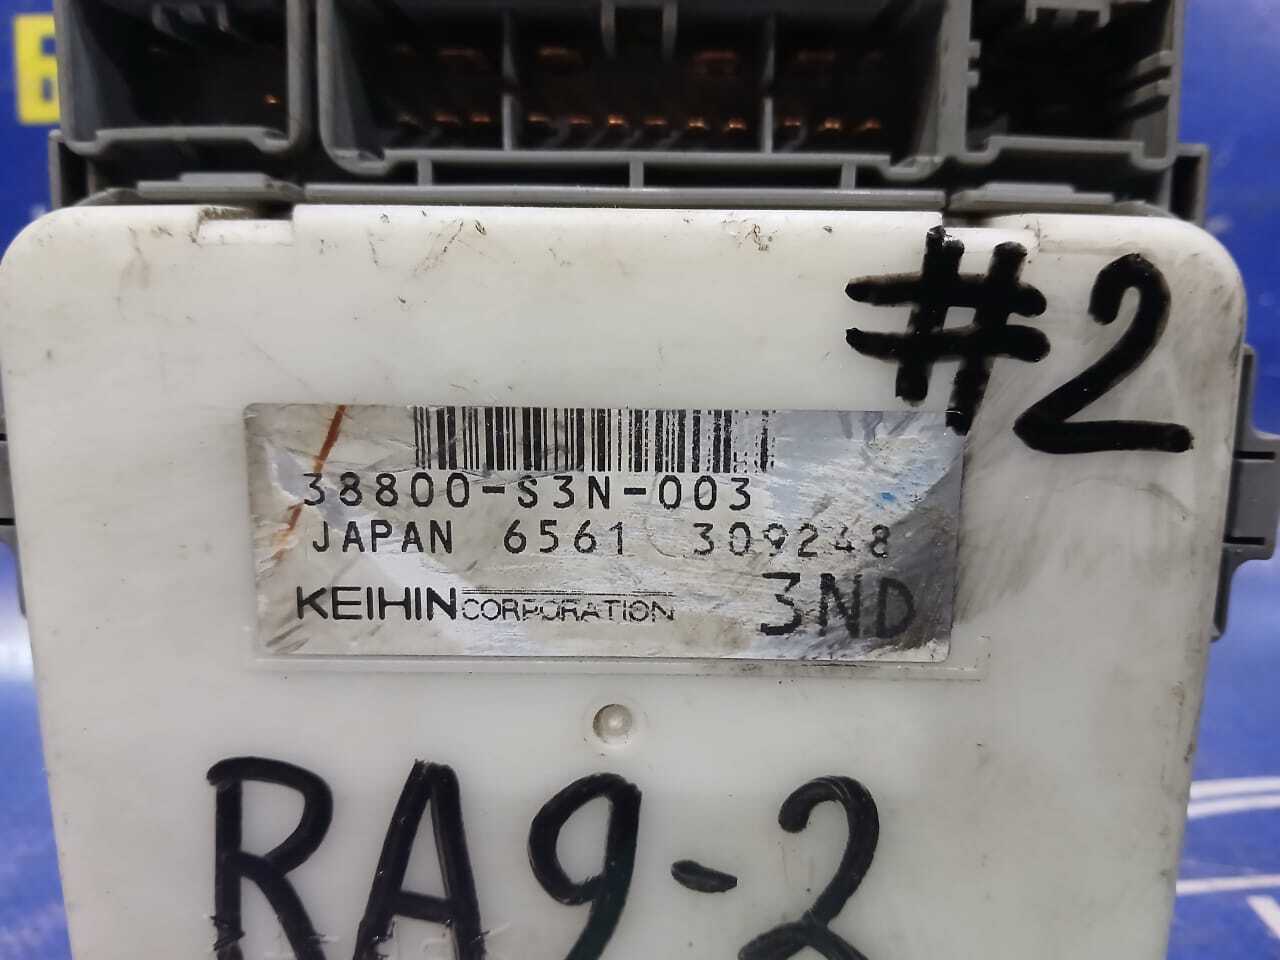 #2
38800-S3N-003
JAPAN 6561 309248
KEIHIN CORPORATION 3ND
RA9-2